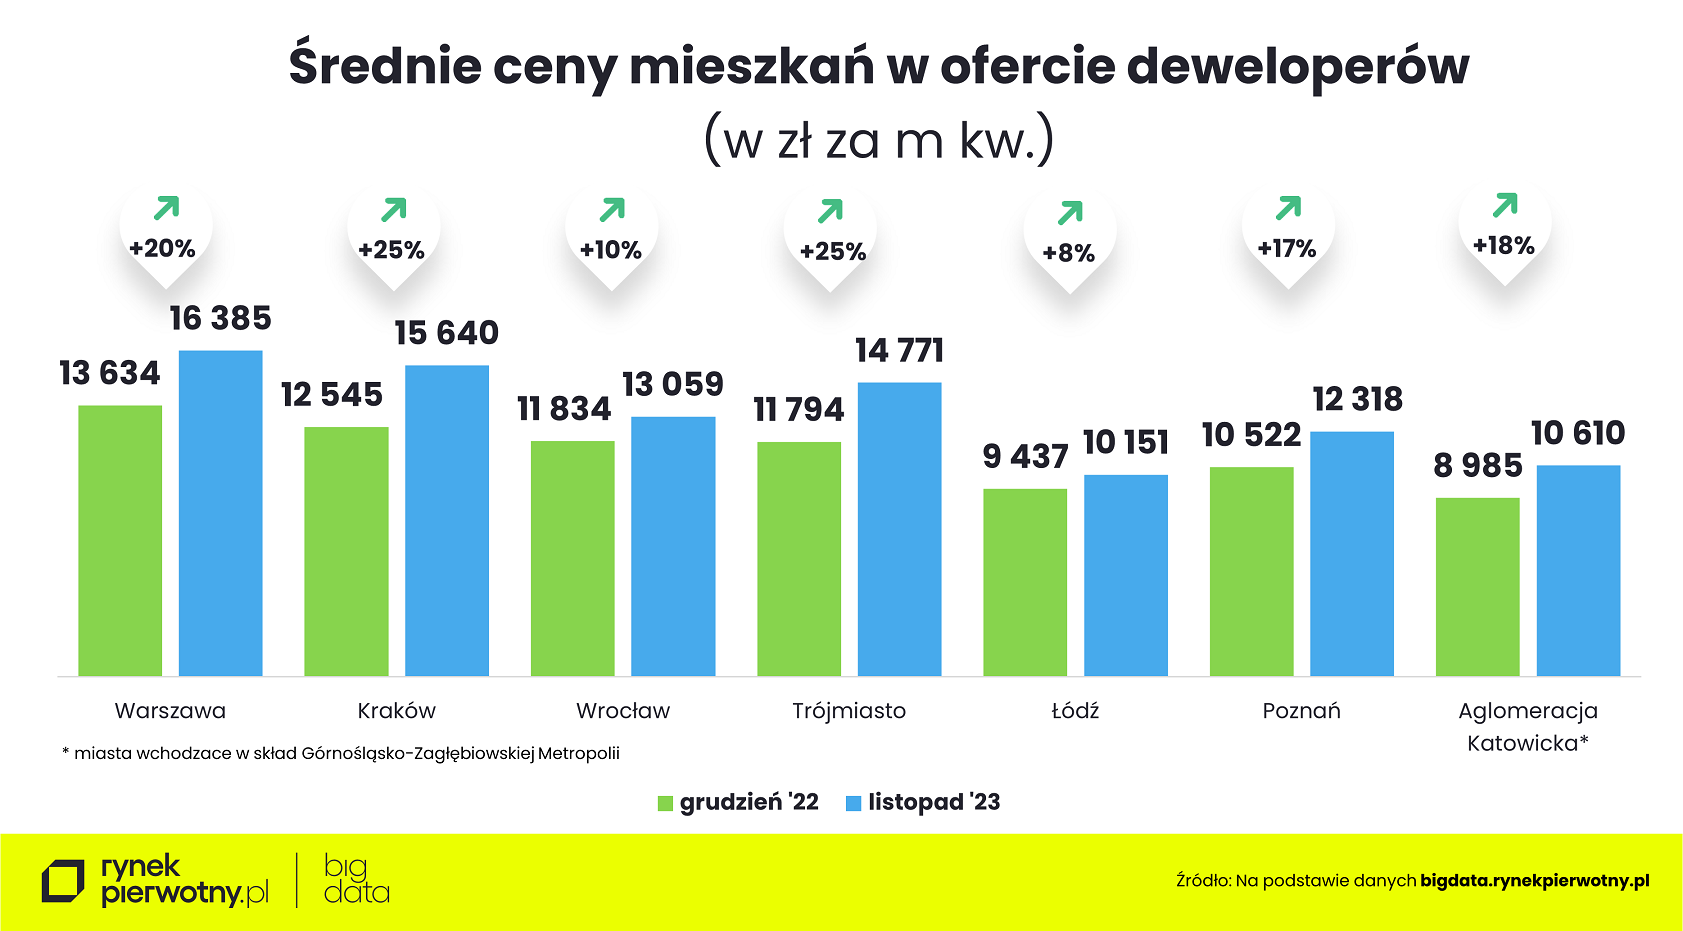 Średnie ceny mieszkań w ofercie deweloperów
(w zł za m kw.)
+20%
+25%
+10%
+25%
+8%
+17%
+18%
13 634
16 385
12 545
15 640
11 834
13 059
11 794
14 771
9 437
10 151
10 522
12 318
8 985
10 610
Warszawa
Kraków
Wrocław
Trójmiasto
Łódź
Poznań
Aglomeracja
Katowicka*
* miasta wchodzace w skład Górnośląsko-Zagłębiowskiej Metropolii
grudzień '22
listopad '23
rynek
pierwotny.pl
big
data
Źródło: Na podstawie danych bigdata.rynekpierwotny.pl